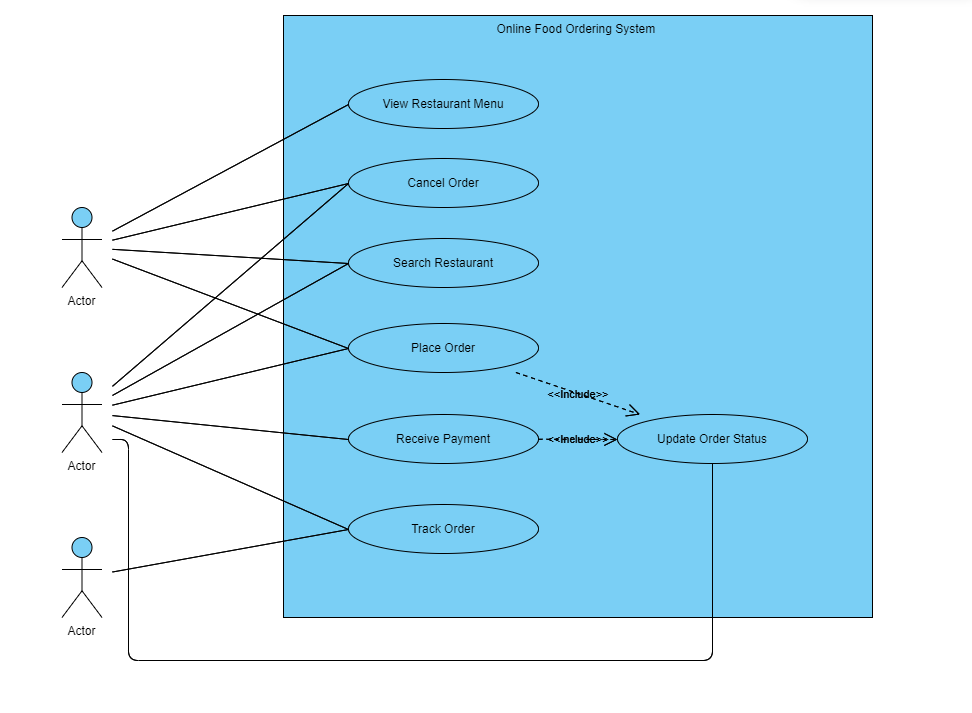 Online Food Ordering System
View Restaurant Menu
Cancel Order
Search Restaurant
Actor
Place Order
<<Include>>
Receive Payment
<<Include>>
Update Order Status
Actor
Track Order
Actor